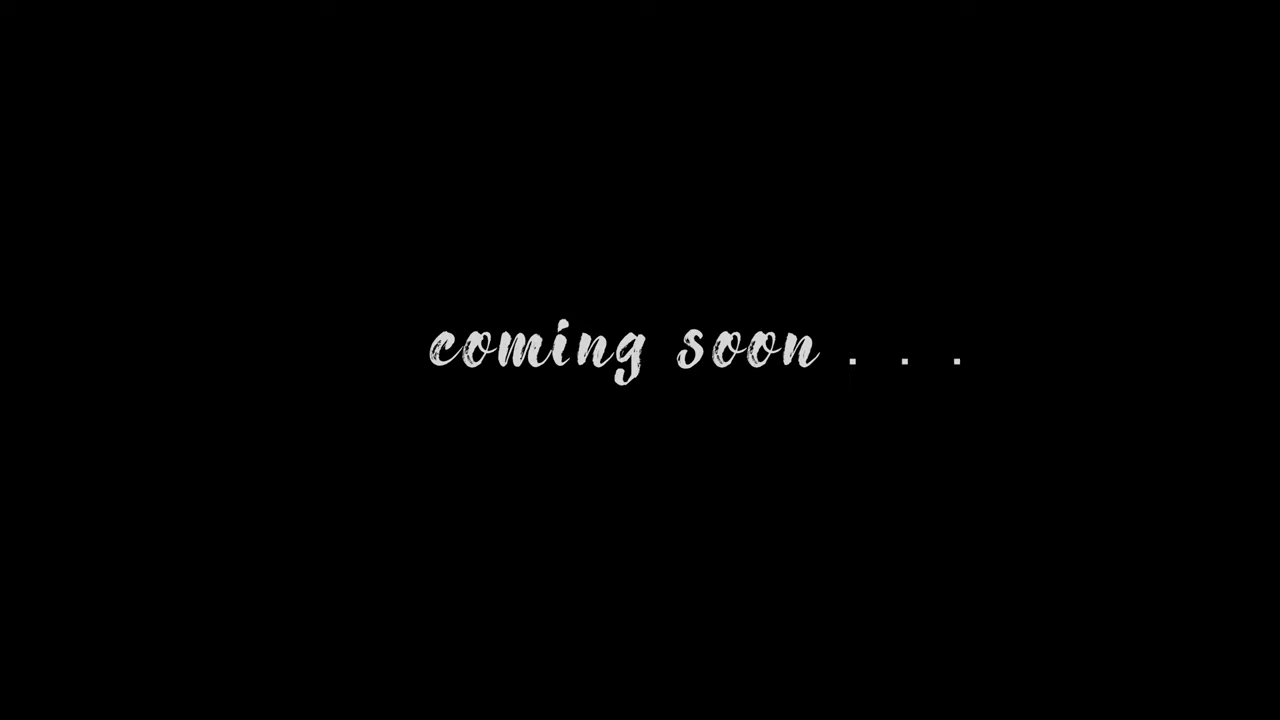 coming soon . . .